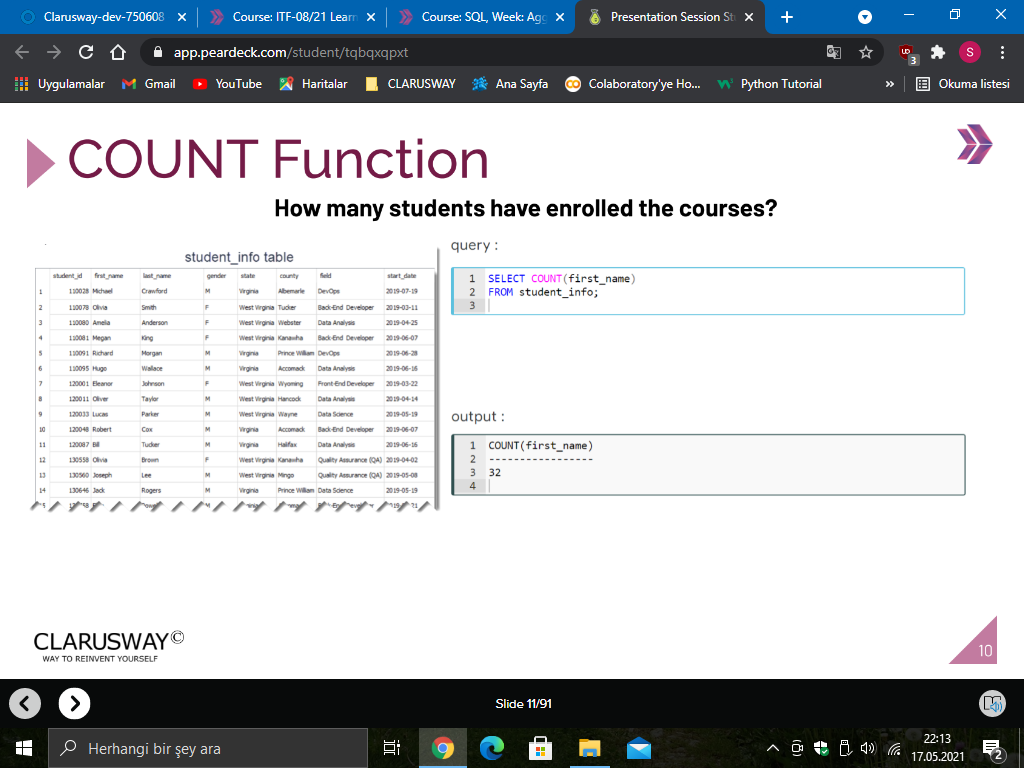 Clarusway-dev-750608
Course: ITF-08/21 Learn
Course: SQL, Week: Agg
Presentation Session St
app.peardeck.com/student/tqbqxqpxt
UD
3
S
Uygulamalar
Gmail
YouTube
Haritalar
CLARUSWAY
Ana Sayfa
Colaboratory'ye Ho...
Python Tutorial
»
Okuma listesi
COUNT Function
How many students have enrolled the courses?
student_info table
student_id first_name last_name gender state county field start_date
1 110028 Michael Crawford M Virginia Albemarle DevOps 2019-07-19
2 110078 Olivia Smith F West Virginia Tucker Back-End Developer 2019-03-11
3 110080 Amelia Anderson F West Virginia Webster Data Analysis 2019-04-25
4 110081 Megan King F West Virginia Kanawha Back-End Developer 2019-06-07
5 110091 Richard Morgan M Virginia Prince William DevOps 2019-06-28
6 110095 Hugo Wallace M Virginia Accomack Data Analysis 2019-06-16
7 120001 Eleanor Johnson F West Virginia Wyoming Front-End Developer 2019-03-22
8 120011 Oliver Taylor M West Virginia Hancock Data Analysis 2019-04-14
9 120033 Lucas Parker M West Virginia Wayne Data Science 2019-05-19
10 120048 Robert Cox M Virginia Accomack Back-End Developer 2019-06-07
11 120087 Bill Tucker M Virginia Halifax Data Analysis 2019-06-16
12 130558 Olivia Brown F West Virginia Kanawha Quality Assurance (QA) 2019-04-02
13 130560 Joseph Lee M West Virginia Mingo Quality Assurance (QA) 2019-05-08
14 130646 Jack Rogers M Virginia Prince William Data Science 2019-05-19
query :
1 SELECT COUNT(first_name)
2 FROM student_info;
3
output :
1 COUNT(first_name)
2 -----------------
3 32
4
CLARUSWAY©
WAY TO REINVENT YOURSELF
10
Slide 11/91
Herhangi bir şey ara
22:13
17.05.2021
2